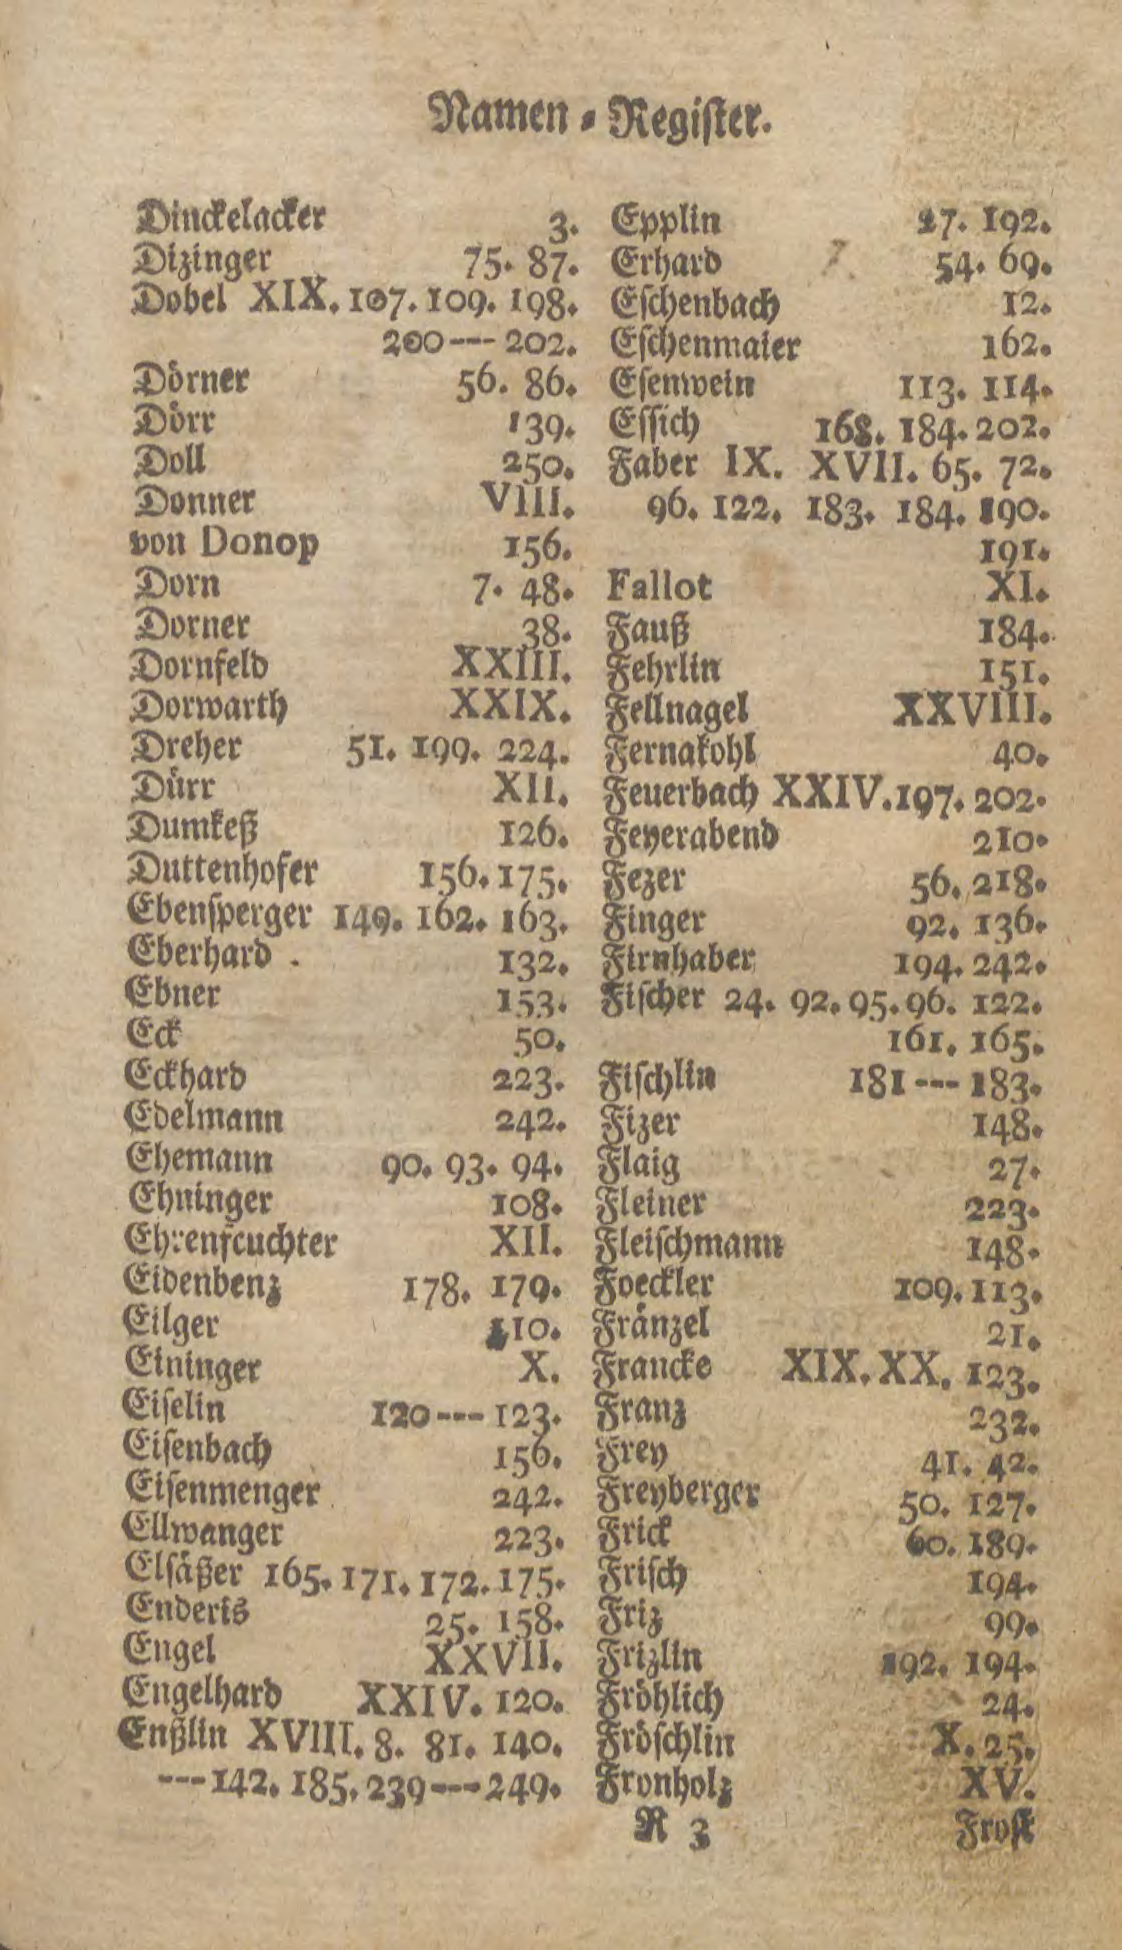 Namen-Register.
Dinckelacker 3.
Dizinger 75. 87.
Dobel XIX. 107. 109. 198.
200---202.
Dörner 56. 86.
Dörr 139.
Doll 250.
Donner VIII.
von Donop 156.
Dorn 7. 48.
Dorner 38.
Dornfeld XXIII.
Dorwarth XXIX.
Dreher 51. 199. 224.
Dürr XII.
Dumkeß 126.
Duttenhofer 156. 175.
Ebensperger 149. 162. 163.
Eberhard 132.
Ebner 153.
Eck 50.
Eckhard 223.
Edelmann 242.
Ehemann 90. 93. 94.
Ehninger 108.
Ehrenfeuchter XII.
Eidenbenz 178. 179.
Eilger 110.
Eininger X.
Eiselin 120---123.
Eisenbach 156.
Eisenmenger 242.
Ellwanger 223.
Elsäßer 165. 171. 172. 175.
Enderis 25. 158.
Engel XXVII.
Engelhard XXIV. 120.
Enßlin XVIII. 8. 81. 140.
---142. 185. 239---249.
Epplin 27. 192.
Erhard 54. 69.
Eschenbach 12.
Eschenmaier 162.
Esenwein 113. 114.
Essich 168. 184. 202.
Faber IX. XVII. 65. 72.
96. 122. 183. 184. 190.
191.
Fallot XI.
Fauß 184.
Fehrlin 151.
Fellnagel XXVIII.
Fernakohl 40.
Feuerbach XXIV. 197. 202.
Feyerabend 210.
Fezer 56. 218.
Finger 92. 136.
Firnhaber 194. 242.
Fischer 24. 92. 95. 96. 122.
161. 165.
Fischlin 181---183.
Fizer 148.
Flaig 27.
Fleiner 223.
Fleischmann 148.
Foeckler 109. 113.
Fränzel 21.
Francke XIX. XX. 123.
Franz 232.
Frey 41. 42.
Freyberger 50. 127.
Frick 60. 189.
Frisch 194.
Friz 99.
Frizlin 192. 194.
Fröhlich 24.
Fröschlin X. 25.
Fronholz XV.
R 3 Frosk